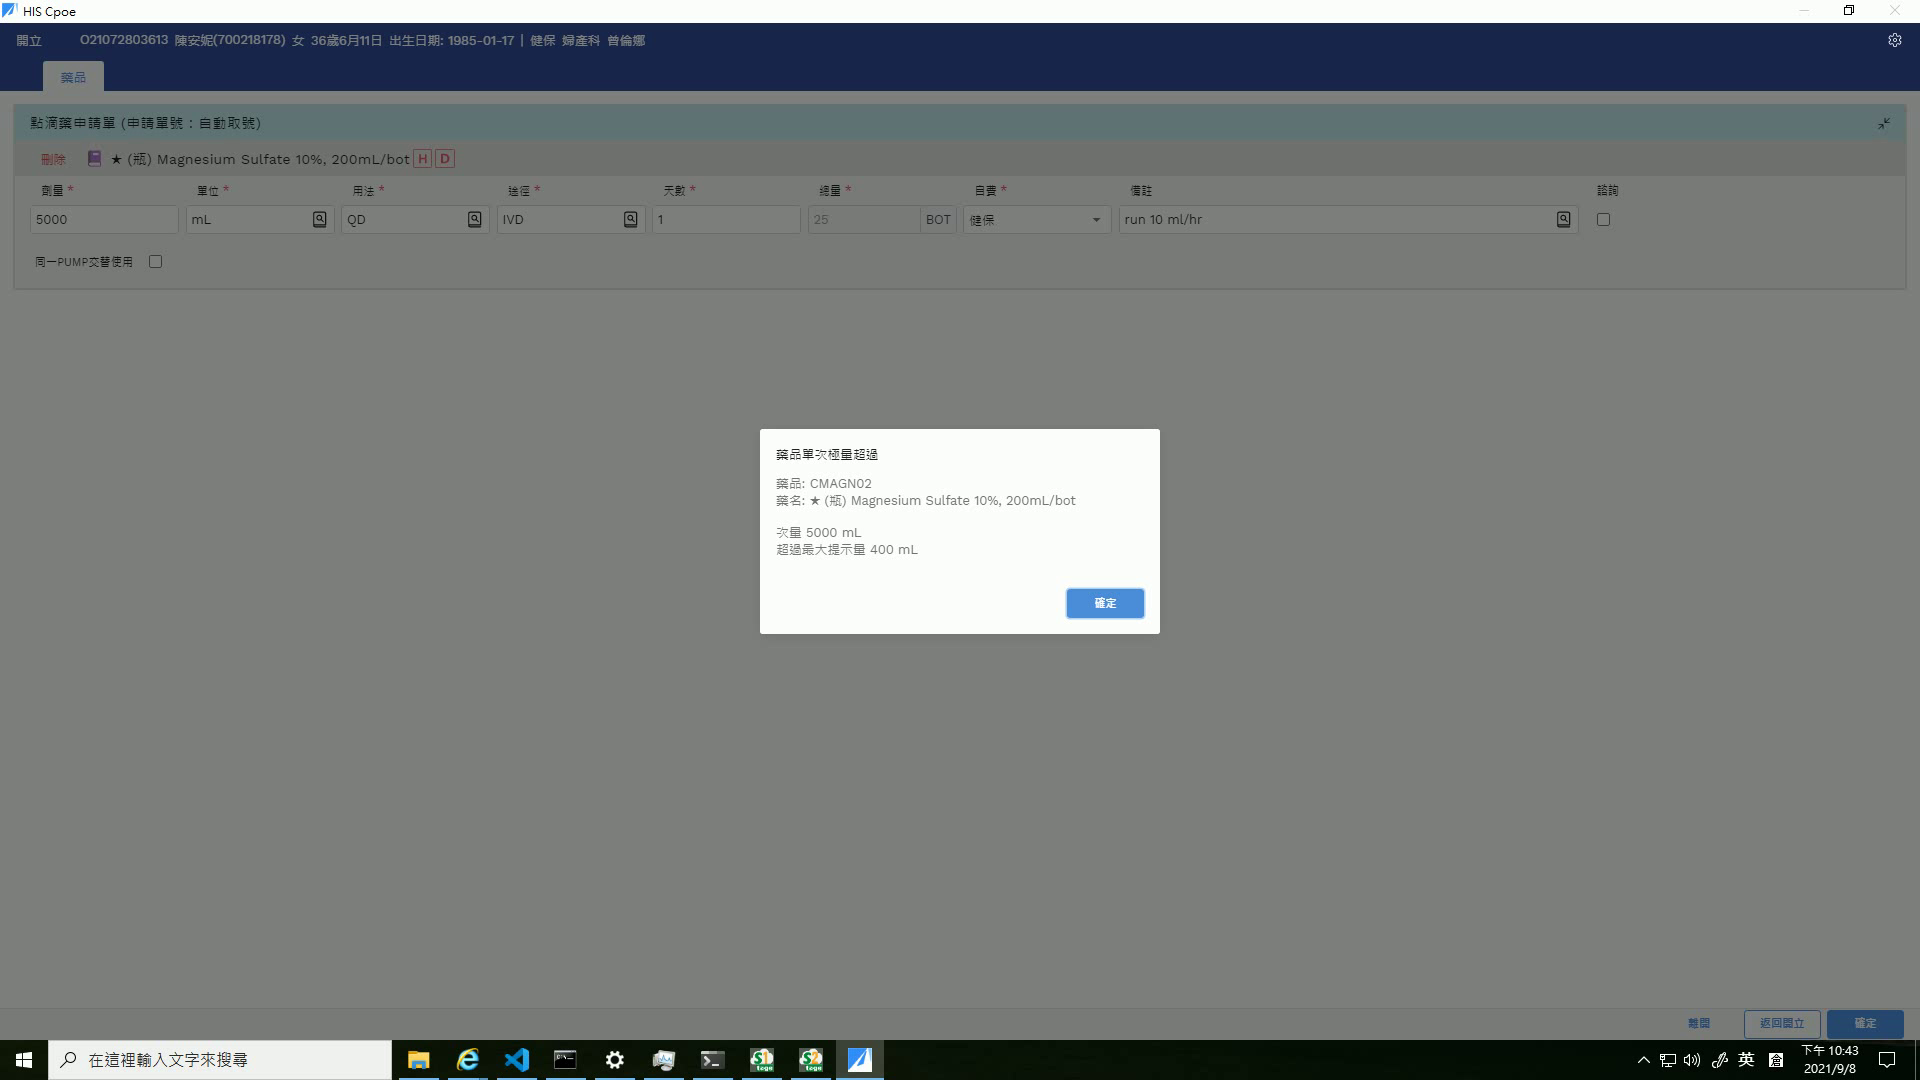 HIS Cpoe
開立 O21072803613 陳安妮(700218178) 女 36歲6月11日 出生日期: 1985-01-17 | 健保 婦產科 曾倫娜
藥品
點滴藥申請單 (申請單號：自動取號)
刪除 ★ (瓶) Magnesium Sulfate 10%, 200mL/bot H D
劑量 * 單位 * 用法 * 途徑 * 天數 * 總量 * 自費 * 備註 諮詢
5000 mL QD IVD 1 25 BOT 健保 run 10 ml/hr
同一PUMP交替使用
藥品單次極量超過
藥品: CMAGN02
藥名: ★ (瓶) Magnesium Sulfate 10%, 200mL/bot
次量 5000 mL
超過最大提示量 400 mL
確定
離開 返回開立 確定
在這裡輸入文字來搜尋
S1 togo S2 togo
英
下午 10:43
2021/9/8